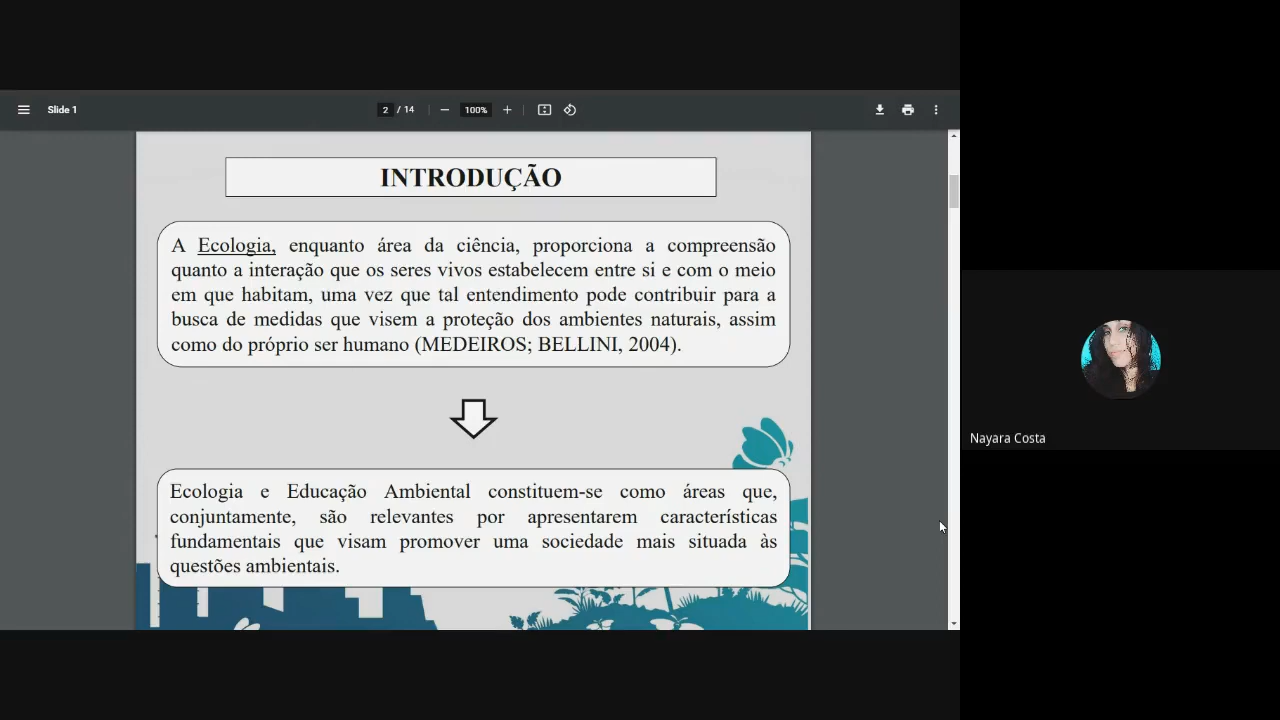 Slide 1
2 / 14
100%
INTRODUÇÃO
A Ecologia, enquanto área da ciência, proporciona a compreensão
quanto a interação que os seres vivos estabelecem entre si e com o meio
em que habitam, uma vez que tal entendimento pode contribuir para a
busca de medidas que visem a proteção dos ambientes naturais, assim
como do próprio ser humano (MEDEIROS; BELLINI, 2004).
Ecologia e Educação Ambiental constituem-se como áreas que,
conjuntamente, são relevantes por apresentarem características
fundamentais que visam promover uma sociedade mais situada às
questões ambientais.
Nayara Costa